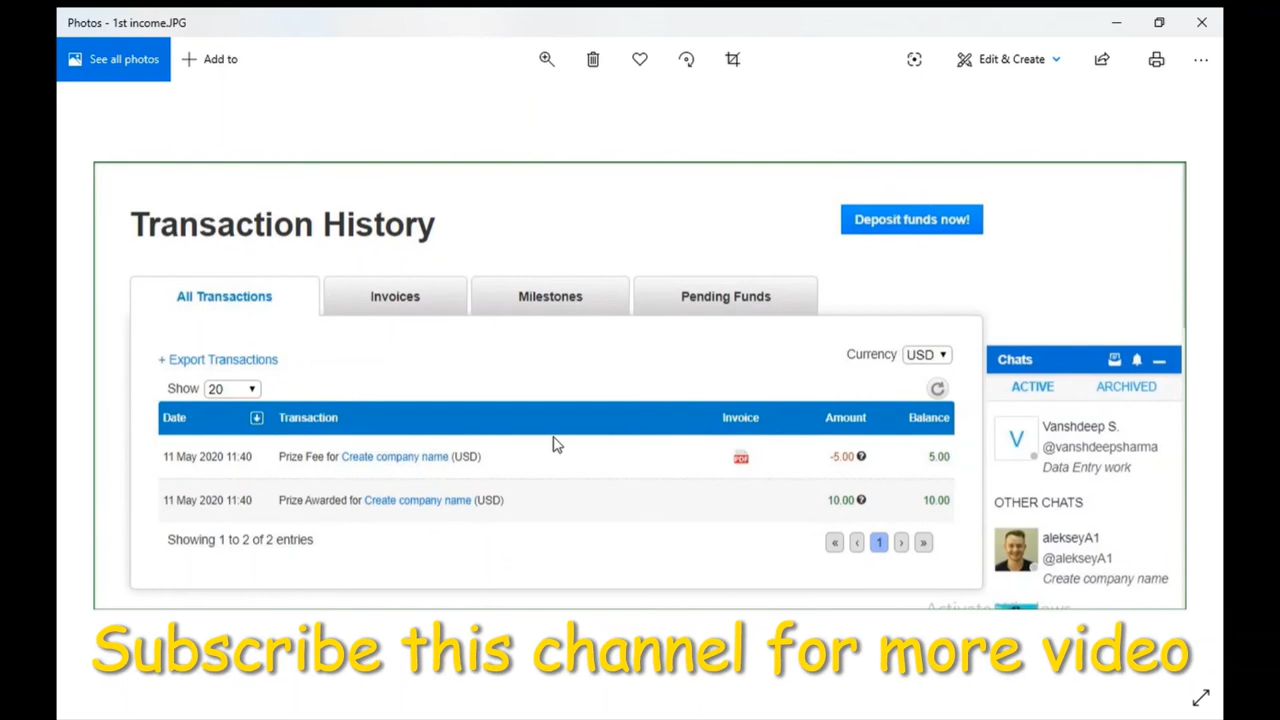 Photos - 1st income.JPG
See all photos
Add to
Edit & Create
Transaction History
Deposit funds now!
All Transactions
Invoices
Milestones
Pending Funds
+ Export Transactions
Currency USD
Show 20
Date Transaction Invoice Amount Balance
11 May 2020 11:40 Prize Fee for Create company name (USD) PDF -5.00 5.00
11 May 2020 11:40 Prize Awarded for Create company name (USD) 10.00 10.00
Showing 1 to 2 of 2 entries
« ‹ 1 › »
Chats
ACTIVE ARCHIVED
V
Vanshdeep S.
@vanshdeepsharma
Data Entry work
OTHER CHATS
alekseyA1
@alekseyA1
Create company name
Activate Windows
Subscribe this channel for more video